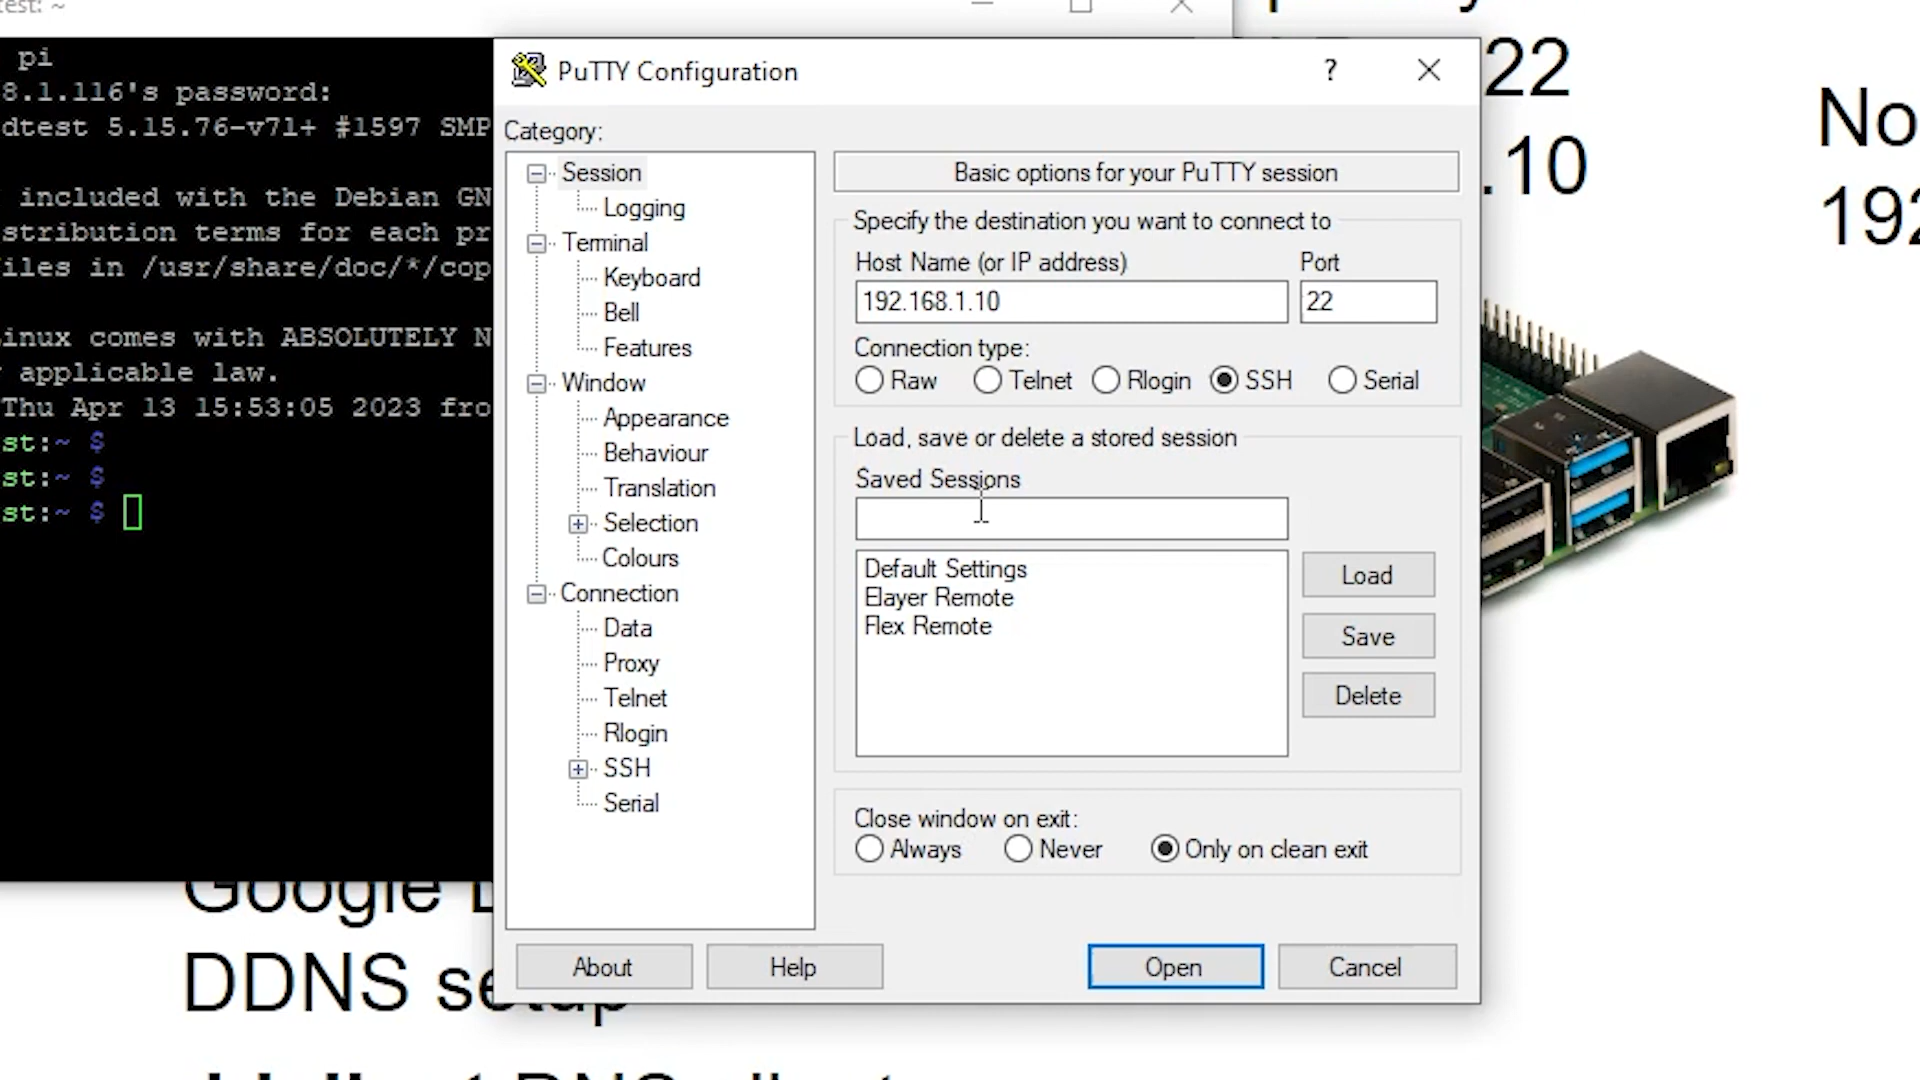 test: ~
pi
8.1.116's password:
dtest 5.15.76-v7l+ #1597 SMP
included with the Debian GN
stribution terms for each pr
iles in /usr/share/doc/*/cop
inux comes with ABSOLUTELY N
applicable law.
Thu Apr 13 15:53:05 2023 fro
st:~ $
st:~ $
st:~ $
PuTTY Configuration
?
Category:
Session
Logging
Terminal
Keyboard
Bell
Features
Window
Appearance
Behaviour
Translation
Selection
Colours
Connection
Data
Proxy
Telnet
Rlogin
SSH
Serial
Basic options for your PuTTY session
Specify the destination you want to connect to
Host Name (or IP address) Port
192.168.1.10 22
Connection type:
Raw Telnet Rlogin SSH Serial
Load, save or delete a stored session
Saved Sessions
Default Settings
Elayer Remote
Flex Remote
Load
Save
Delete
Close window on exit:
Always Never Only on clean exit
About Help Open Cancel
22
.10
No
192
Google
DDNS setup